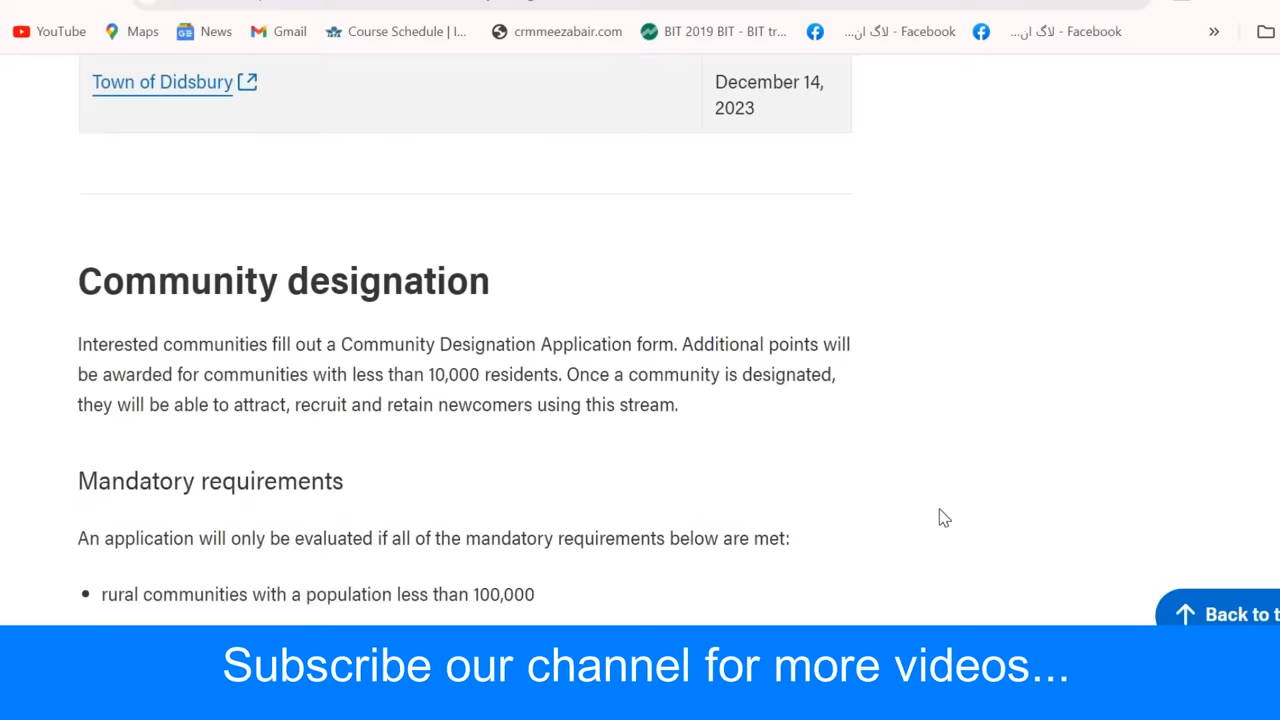 YouTube Maps News Gmail Course Schedule | I... crmmeezabair.com BIT 2019 BIT - BIT tr... ...لاگ ان - Facebook ...لاگ ان - Facebook »
Town of Didsbury December 14,
2023
Community designation
Interested communities fill out a Community Designation Application form. Additional points will
be awarded for communities with less than 10,000 residents. Once a community is designated,
they will be able to attract, recruit and retain newcomers using this stream.
Mandatory requirements
An application will only be evaluated if all of the mandatory requirements below are met:
• rural communities with a population less than 100,000
Back to t
Subscribe our channel for more videos...